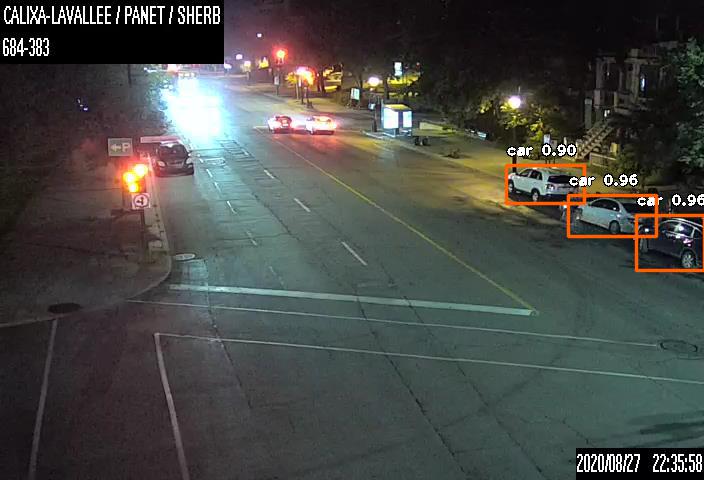 CALIXA-LAVALLEE / PANET / SHERB
684-383
P
car 0.90
car 0.96
car 0.96
2020/08/27 22:35:58